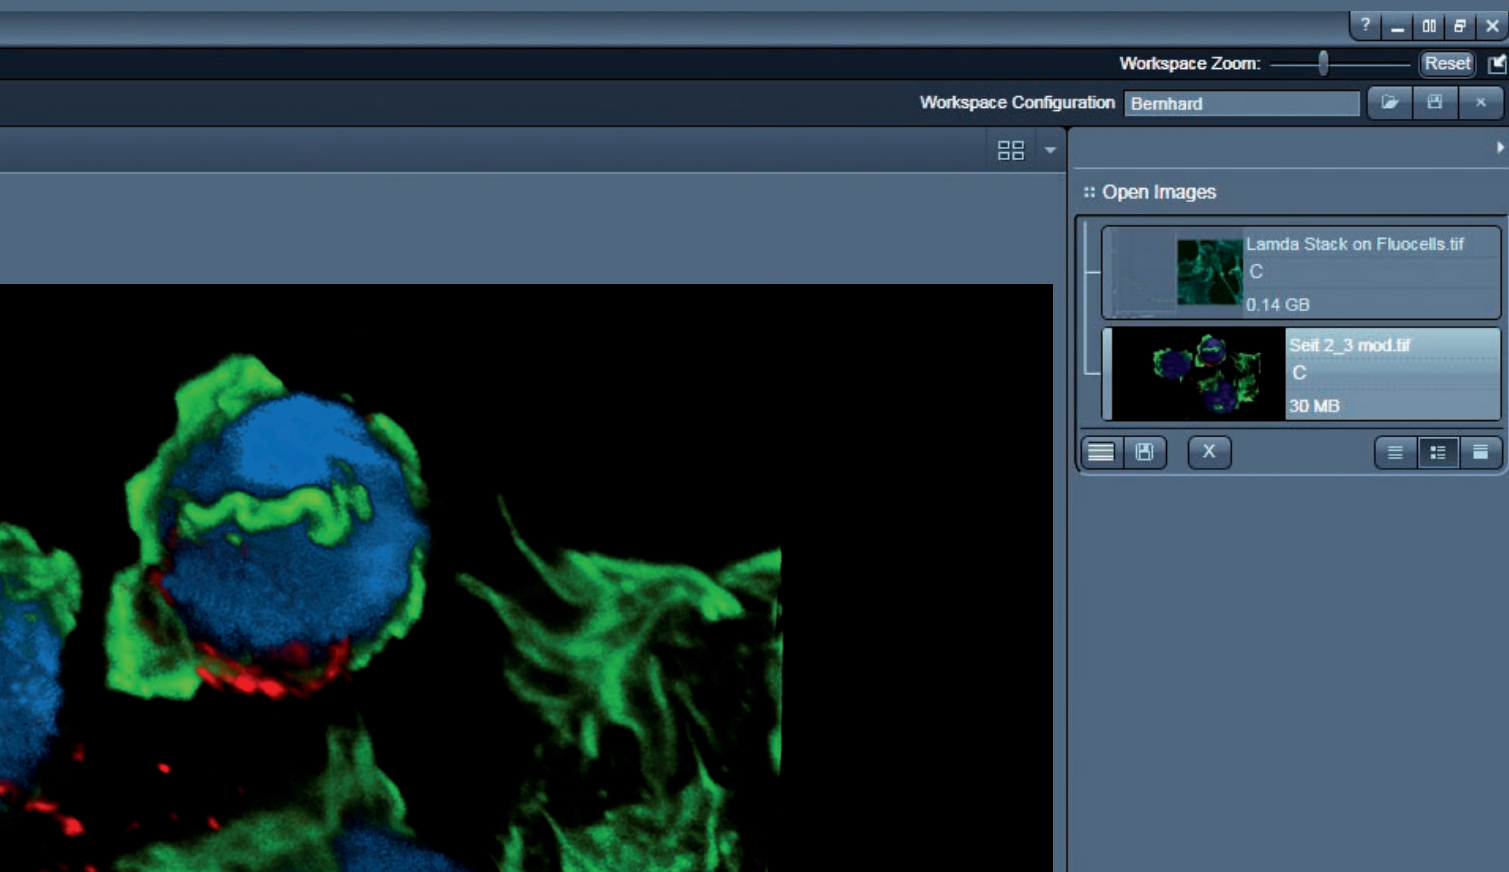 ?
Workspace Zoom:
Reset
Workspace Configuration
Bernhard
Open Images
Lamda Stack on Fluocells.tif
C
0.14 GB
Seit 2_3 mod.tif
C
30 MB
X